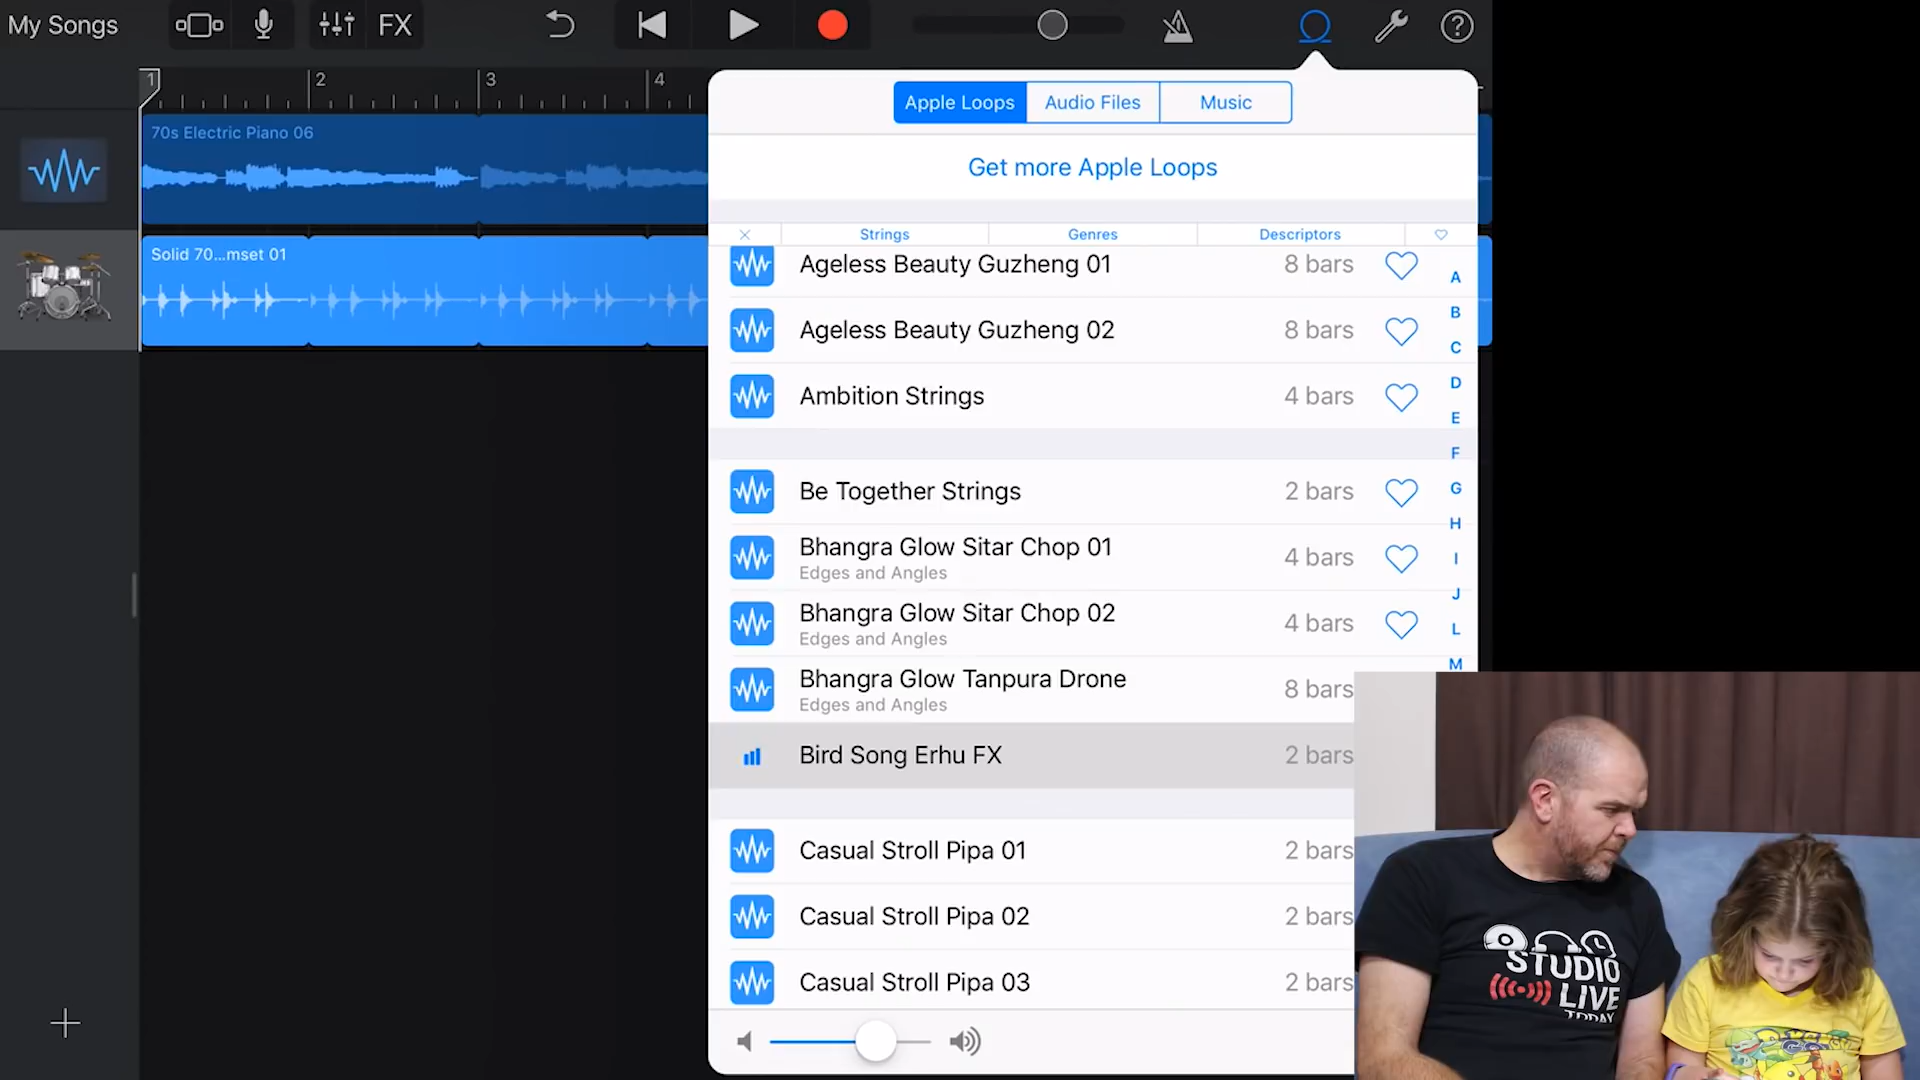 My Songs
FX
1
2
3
4
70s Electric Piano 06
Solid 70...mset 01
Apple Loops
Audio Files
Music
Get more Apple Loops
Strings
Genres
Descriptors
Ageless Beauty Guzheng 01
8 bars
Ageless Beauty Guzheng 02
8 bars
Ambition Strings
4 bars
Be Together Strings
2 bars
Bhangra Glow Sitar Chop 01
Edges and Angles
4 bars
Bhangra Glow Sitar Chop 02
Edges and Angles
4 bars
Bhangra Glow Tanpura Drone
Edges and Angles
8 bars
Bird Song Erhu FX
2 bars
Casual Stroll Pipa 01
2 bars
Casual Stroll Pipa 02
2 bars
Casual Stroll Pipa 03
2 bars
A
B
C
D
E
F
G
H
I
J
L
M
STUDIO
LIVE
TODAY